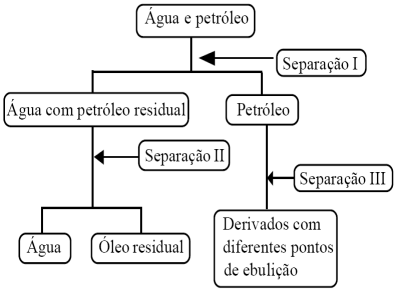 Água e petróleo
Separação I
Água com petróleo residual
Petróleo
Separação II
Separação III
Água
Óleo residual
Derivados com
diferentes pontos
de ebulição